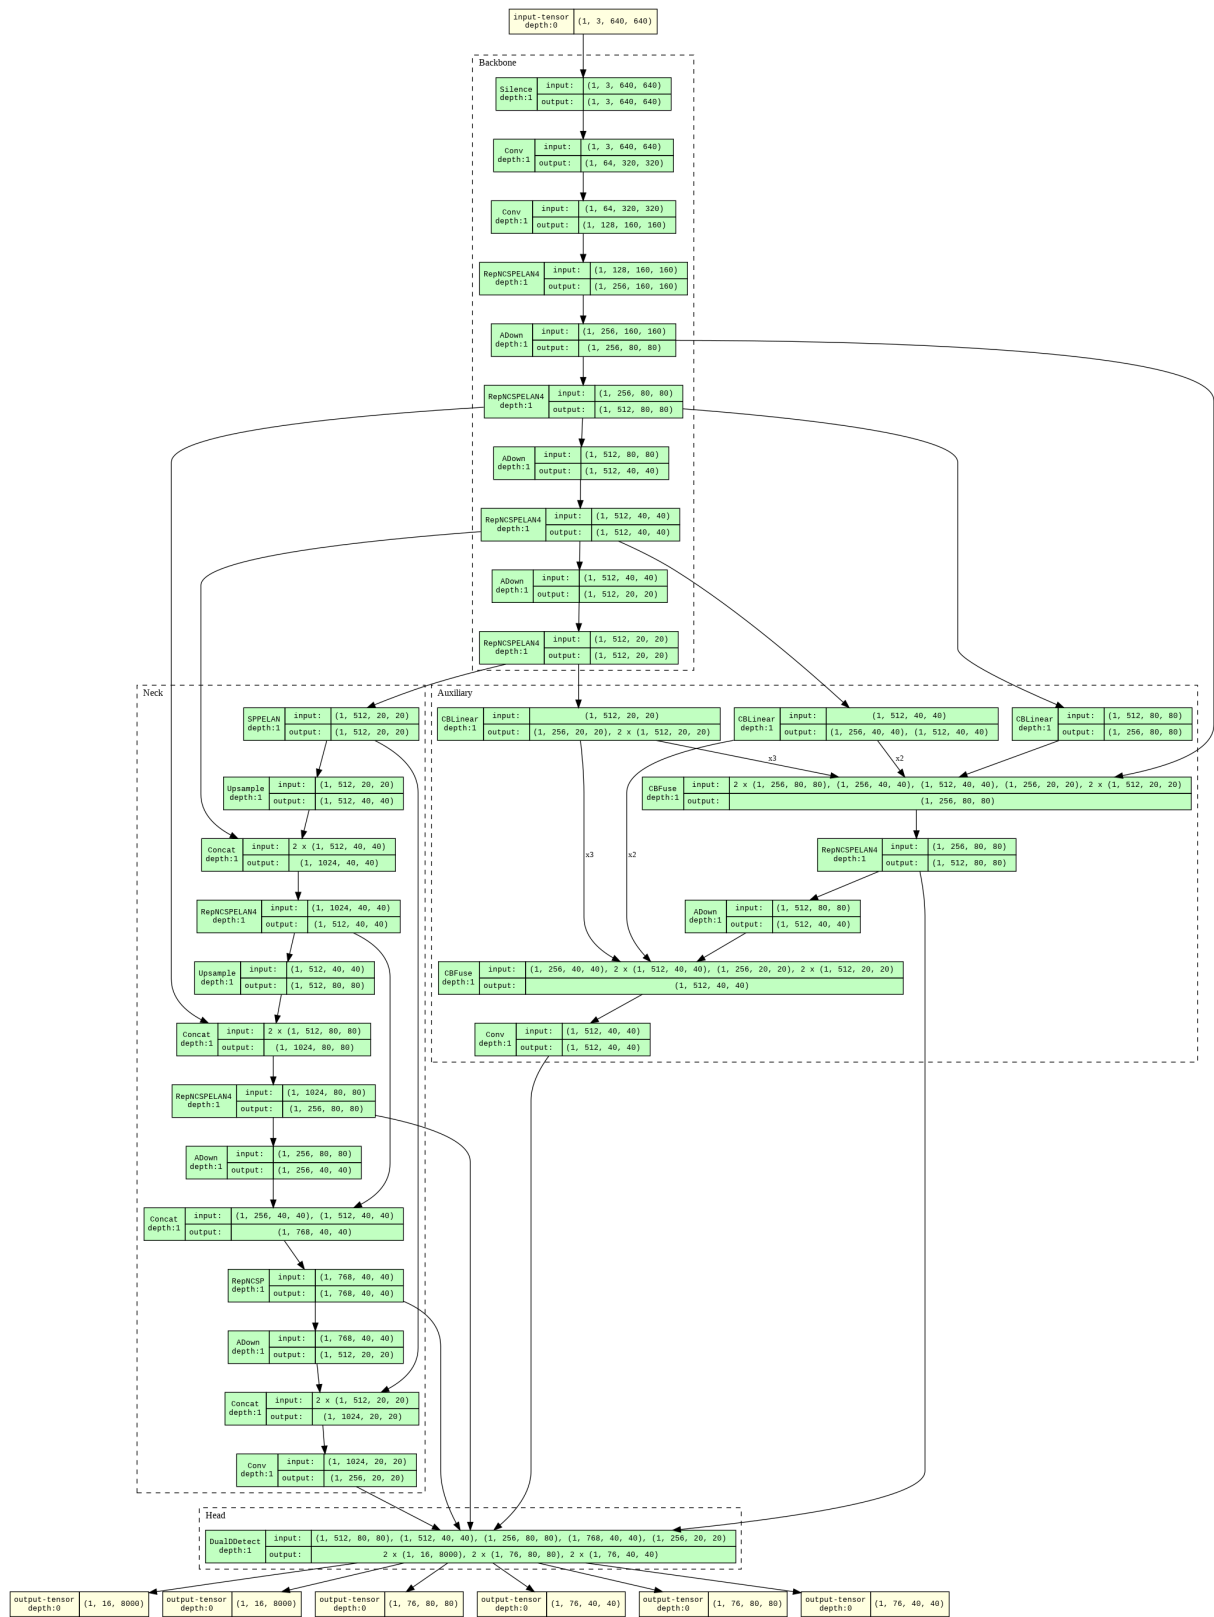 input-tensor
depth:0
(1, 3, 640, 640)
Backbone
Silence
depth:1
input:
(1, 3, 640, 640)
output:
(1, 3, 640, 640)
Conv
depth:1
input:
(1, 3, 640, 640)
output:
(1, 64, 320, 320)
Conv
depth:1
input:
(1, 64, 320, 320)
output:
(1, 128, 160, 160)
RepNCSPELAN4
depth:1
input:
(1, 128, 160, 160)
output:
(1, 256, 160, 160)
ADown
depth:1
input:
(1, 256, 160, 160)
output:
(1, 256, 80, 80)
RepNCSPELAN4
depth:1
input:
(1, 256, 80, 80)
output:
(1, 512, 80, 80)
ADown
depth:1
input:
(1, 512, 80, 80)
output:
(1, 512, 40, 40)
RepNCSPELAN4
depth:1
input:
(1, 512, 40, 40)
output:
(1, 512, 40, 40)
ADown
depth:1
input:
(1, 512, 40, 40)
output:
(1, 512, 20, 20)
RepNCSPELAN4
depth:1
input:
(1, 512, 20, 20)
output:
(1, 512, 20, 20)
Neck
SPPELAN
depth:1
input:
(1, 512, 20, 20)
output:
(1, 512, 20, 20)
Upsample
depth:1
input:
(1, 512, 20, 20)
output:
(1, 512, 40, 40)
Concat
depth:1
input:
2 x (1, 512, 40, 40)
output:
(1, 1024, 40, 40)
RepNCSPELAN4
depth:1
input:
(1, 1024, 40, 40)
output:
(1, 512, 40, 40)
Upsample
depth:1
input:
(1, 512, 40, 40)
output:
(1, 512, 80, 80)
Concat
depth:1
input:
2 x (1, 512, 80, 80)
output:
(1, 1024, 80, 80)
RepNCSPELAN4
depth:1
input:
(1, 1024, 80, 80)
output:
(1, 256, 80, 80)
ADown
depth:1
input:
(1, 256, 80, 80)
output:
(1, 256, 40, 40)
Concat
depth:1
input:
(1, 256, 40, 40), (1, 512, 40, 40)
output:
(1, 768, 40, 40)
RepNCSP
depth:1
input:
(1, 768, 40, 40)
output:
(1, 768, 40, 40)
ADown
depth:1
input:
(1, 768, 40, 40)
output:
(1, 512, 20, 20)
Concat
depth:1
input:
2 x (1, 512, 20, 20)
output:
(1, 1024, 20, 20)
Conv
depth:1
input:
(1, 1024, 20, 20)
output:
(1, 256, 20, 20)
Auxiliary
CBLinear
depth:1
input:
(1, 512, 20, 20)
output:
(1, 256, 20, 20), 2 x (1, 512, 20, 20)
CBLinear
depth:1
input:
(1, 512, 40, 40)
output:
(1, 256, 40, 40), (1, 512, 40, 40)
CBLinear
depth:1
input:
(1, 512, 80, 80)
output:
(1, 256, 80, 80)
x3
x2
CBFuse
depth:1
input:
2 x (1, 256, 80, 80), (1, 256, 40, 40), (1, 512, 40, 40), (1, 256, 20, 20), 2 x (1, 512, 20, 20)
output:
(1, 256, 80, 80)
x3
x2
RepNCSPELAN4
depth:1
input:
(1, 256, 80, 80)
output:
(1, 512, 80, 80)
ADown
depth:1
input:
(1, 512, 80, 80)
output:
(1, 512, 40, 40)
CBFuse
depth:1
input:
(1, 256, 40, 40), 2 x (1, 512, 40, 40), (1, 256, 20, 20), 2 x (1, 512, 20, 20)
output:
(1, 512, 40, 40)
Conv
depth:1
input:
(1, 512, 40, 40)
output:
(1, 512, 40, 40)
Head
DualDDetect
depth:1
input:
(1, 512, 80, 80), (1, 512, 40, 40), (1, 256, 80, 80), (1, 768, 40, 40), (1, 256, 20, 20)
output:
2 x (1, 16, 8000), 2 x (1, 76, 80, 80), 2 x (1, 76, 40, 40)
output-tensor
depth:0
(1, 16, 8000)
output-tensor
depth:0
(1, 16, 8000)
output-tensor
depth:0
(1, 76, 80, 80)
output-tensor
depth:0
(1, 76, 40, 40)
output-tensor
depth:0
(1, 76, 80, 80)
output-tensor
depth:0
(1, 76, 40, 40)